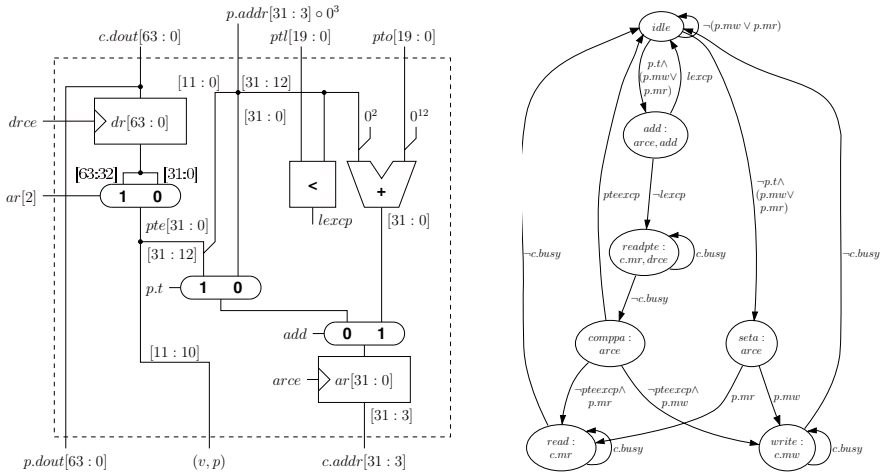 p.addr[31 : 3] ∘ 0³
c.dout[63 : 0]
ptl[19 : 0]
pto[19 : 0]
[11 : 0]
[31 : 12]
[31 : 0]
0²
0¹²
drce
dr[63 : 0]
[63:32]
[31:0]
ar[2]
1 0
<
+
lexcp
[31 : 0]
pte[31 : 0]
[31 : 12]
p.t
1 0
add
0 1
arce
ar[31 : 0]
[11 : 10]
[31 : 3]
p.dout[63 : 0]
(v, p)
c.addr[31 : 3]
idle
¬(p.mw ∨ p.mr)
p.t∧
(p.mw∨
p.mr)
lexcp
add :
arce, add
pteexcp
¬lexcp
¬p.t∧
(p.mw∨
p.mr)
readpte :
c.mr, drce
c.busy
¬c.busy
¬c.busy
¬c.busy
comppa :
arce
seta :
arce
¬pteexcp∧
p.mr
¬pteexcp∧
p.mw
p.mr
p.mw
read :
c.mr
c.busy
write :
c.mw
c.busy